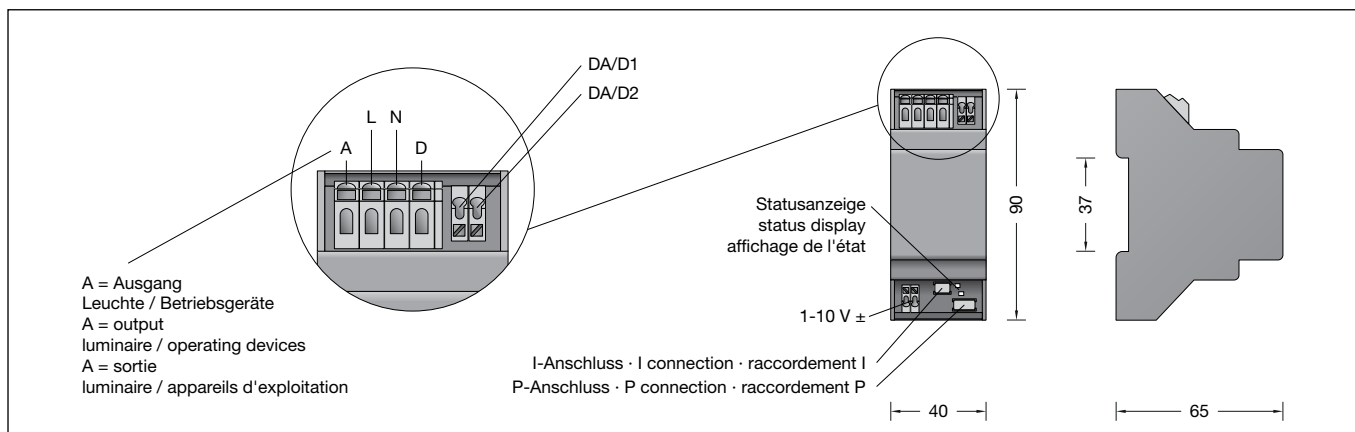 DA/D1
DA/D2
L N
A D
A = Ausgang
Leuchte / Betriebsgeräte
A = output
luminaire / operating devices
A = sortie
luminaire / appareils d'exploitation
Statusanzeige
status display
affichage de l'état
1-10 V ±
I-Anschluss · I connection · raccordement I
P-Anschluss · P connection · raccordement P
90
37
40
65